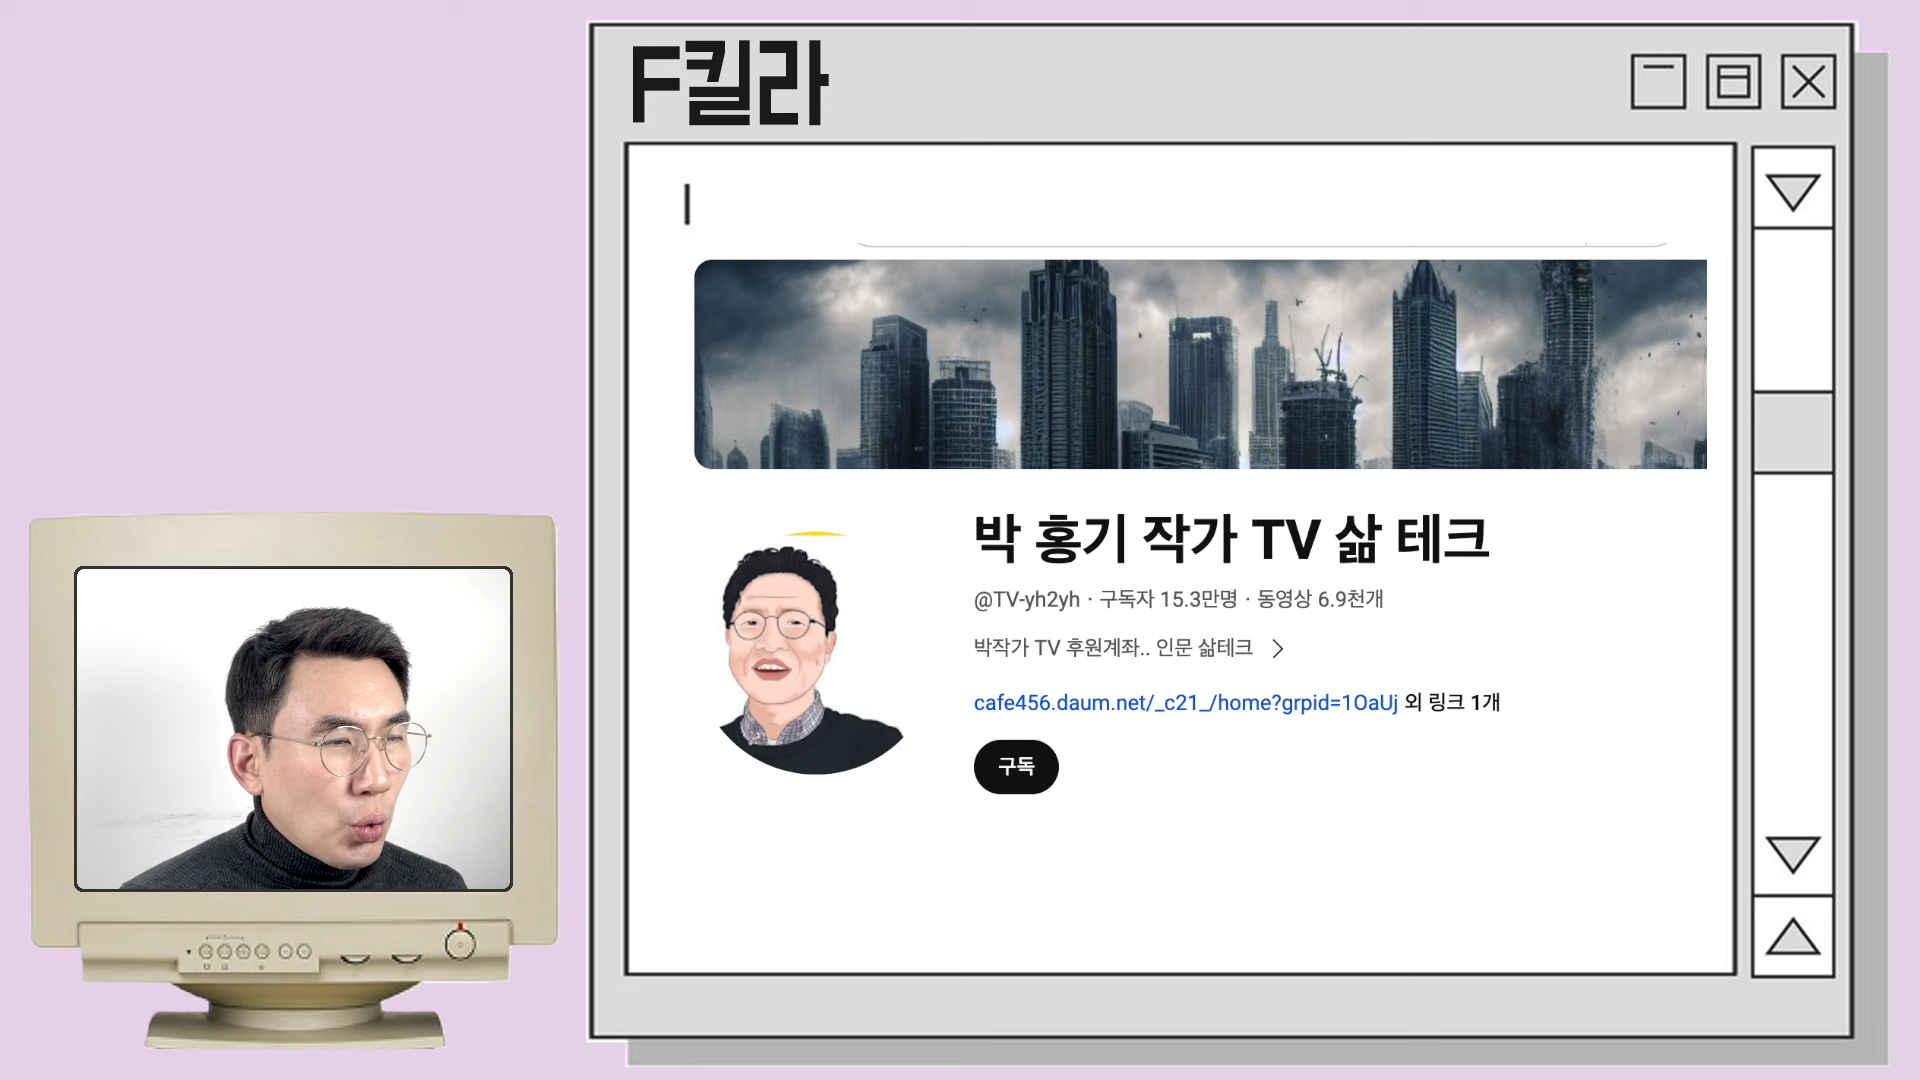 F킬라
박 홍기 작가 TV 삶 테크
@TV-yh2yh · 구독자 15.3만명 · 동영상 6.9천개
박작가 TV 후원계좌.. 인문 삶테크
cafe456.daum.net/_c21_/home?grpid=1OaUj 외 링크 1개
구독